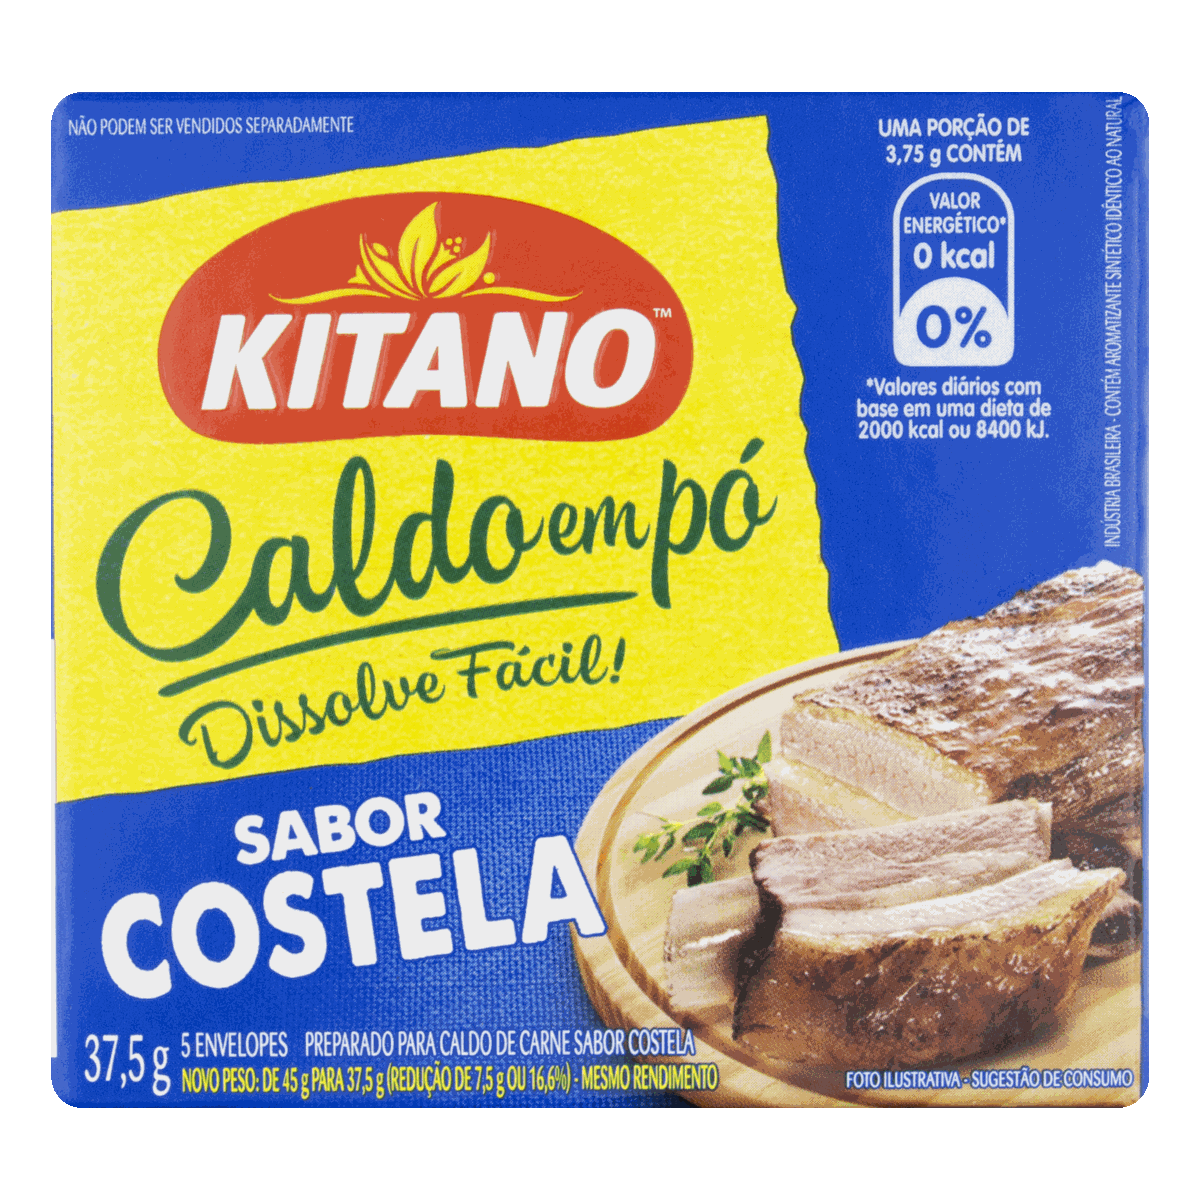 NÃO PODEM SER VENDIDOS SEPARADAMENTE
KITANO™
Caldo em pó
Dissolve Fácil!
SABOR
COSTELA
37,5 g
5 ENVELOPES PREPARADO PARA CALDO DE CARNE SABOR COSTELA
NOVO PESO: DE 45 g PARA 37,5 g (REDUÇÃO DE 7,5 g OU 16,6%) - MESMO RENDIMENTO
UMA PORÇÃO DE
3,75 g CONTÉM
VALOR
ENERGÉTICO*
0 kcal
0%
*Valores diários com
base em uma dieta de
2000 kcal ou 8400 kJ.
INDÚSTRIA BRASILEIRA - CONTÉM AROMATIZANTE SINTÉTICO IDÊNTICO AO NATURAL
FOTO ILUSTRATIVA - SUGESTÃO DE CONSUMO